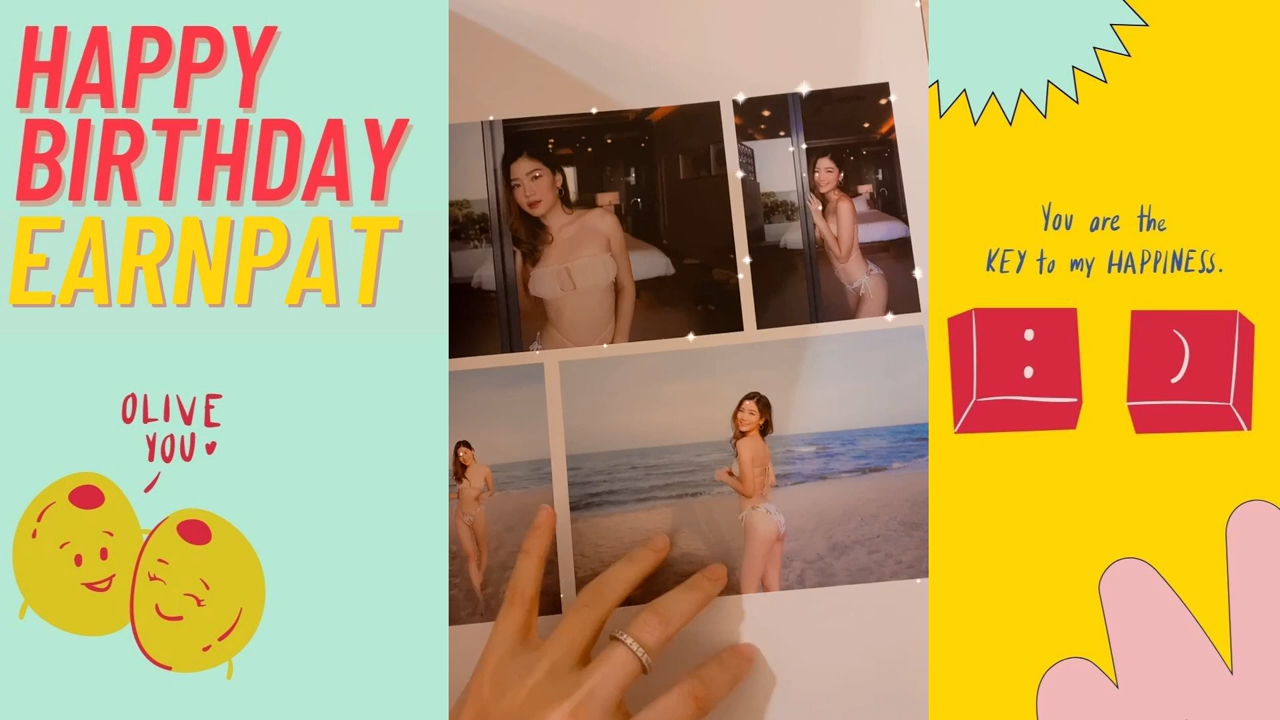 HAPPY
BIRTHDAY
EARNPAT
OLIVE
YOU
You are the
KEY to my HAPPINESS.
:
)